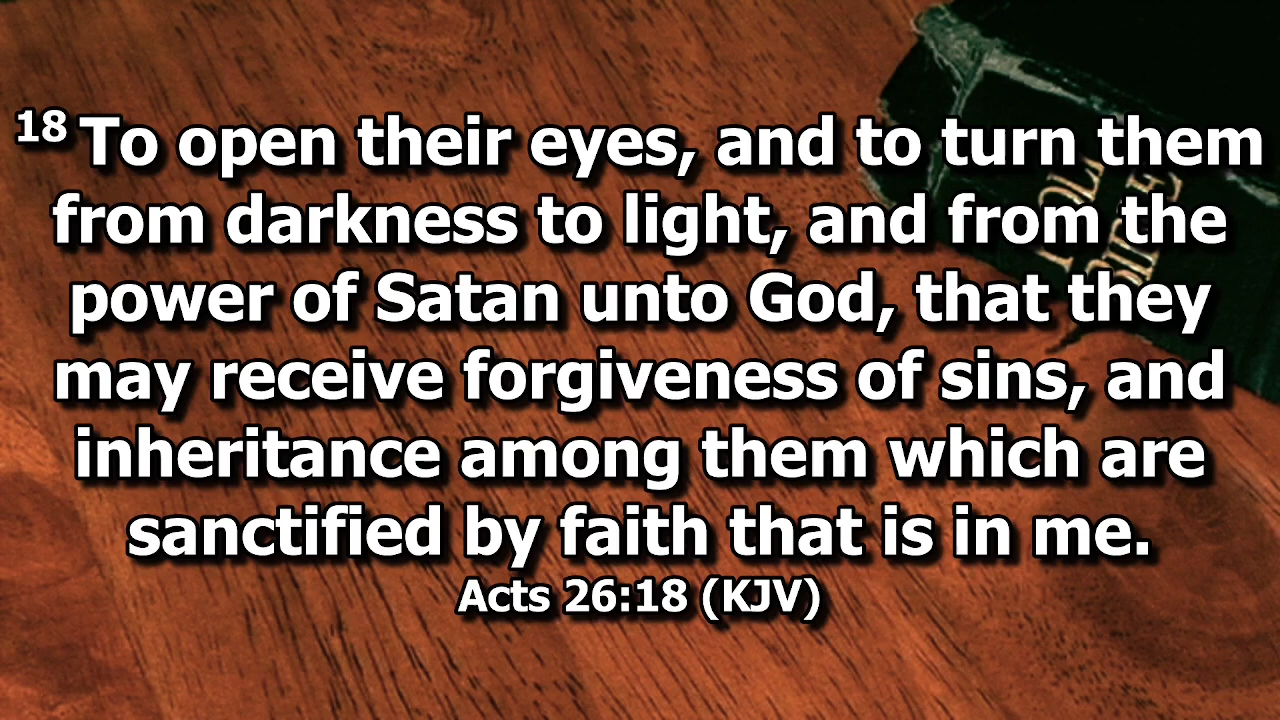 18 To open their eyes, and to turn them
from darkness to light, and from the
power of Satan unto God, that they
may receive forgiveness of sins, and
inheritance among them which are
sanctified by faith that is in me.
Acts 26:18 (KJV)
HOLY
BIBLE